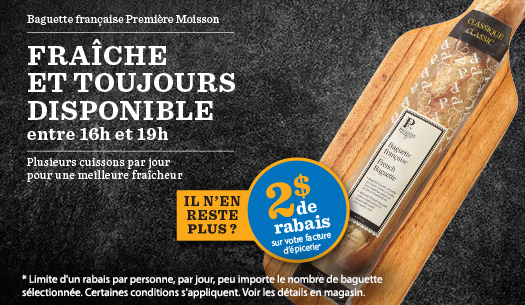 Baguette française Première Moisson
FRAÎCHE
ET TOUJOURS
DISPONIBLE
entre 16h et 19h
Plusieurs cuissons par jour
pour une meilleure fraîcheur
IL N'EN
RESTE
PLUS ?
2$
de
rabais
sur votre facture
d'épicerie*
CLASSIQUE
CLASSIC
Baguette
française
French
Baguette
* Limite d'un rabais par personne, par jour, peu importe le nombre de baguette
sélectionnée. Certaines conditions s'appliquent. Voir les détails en magasin.